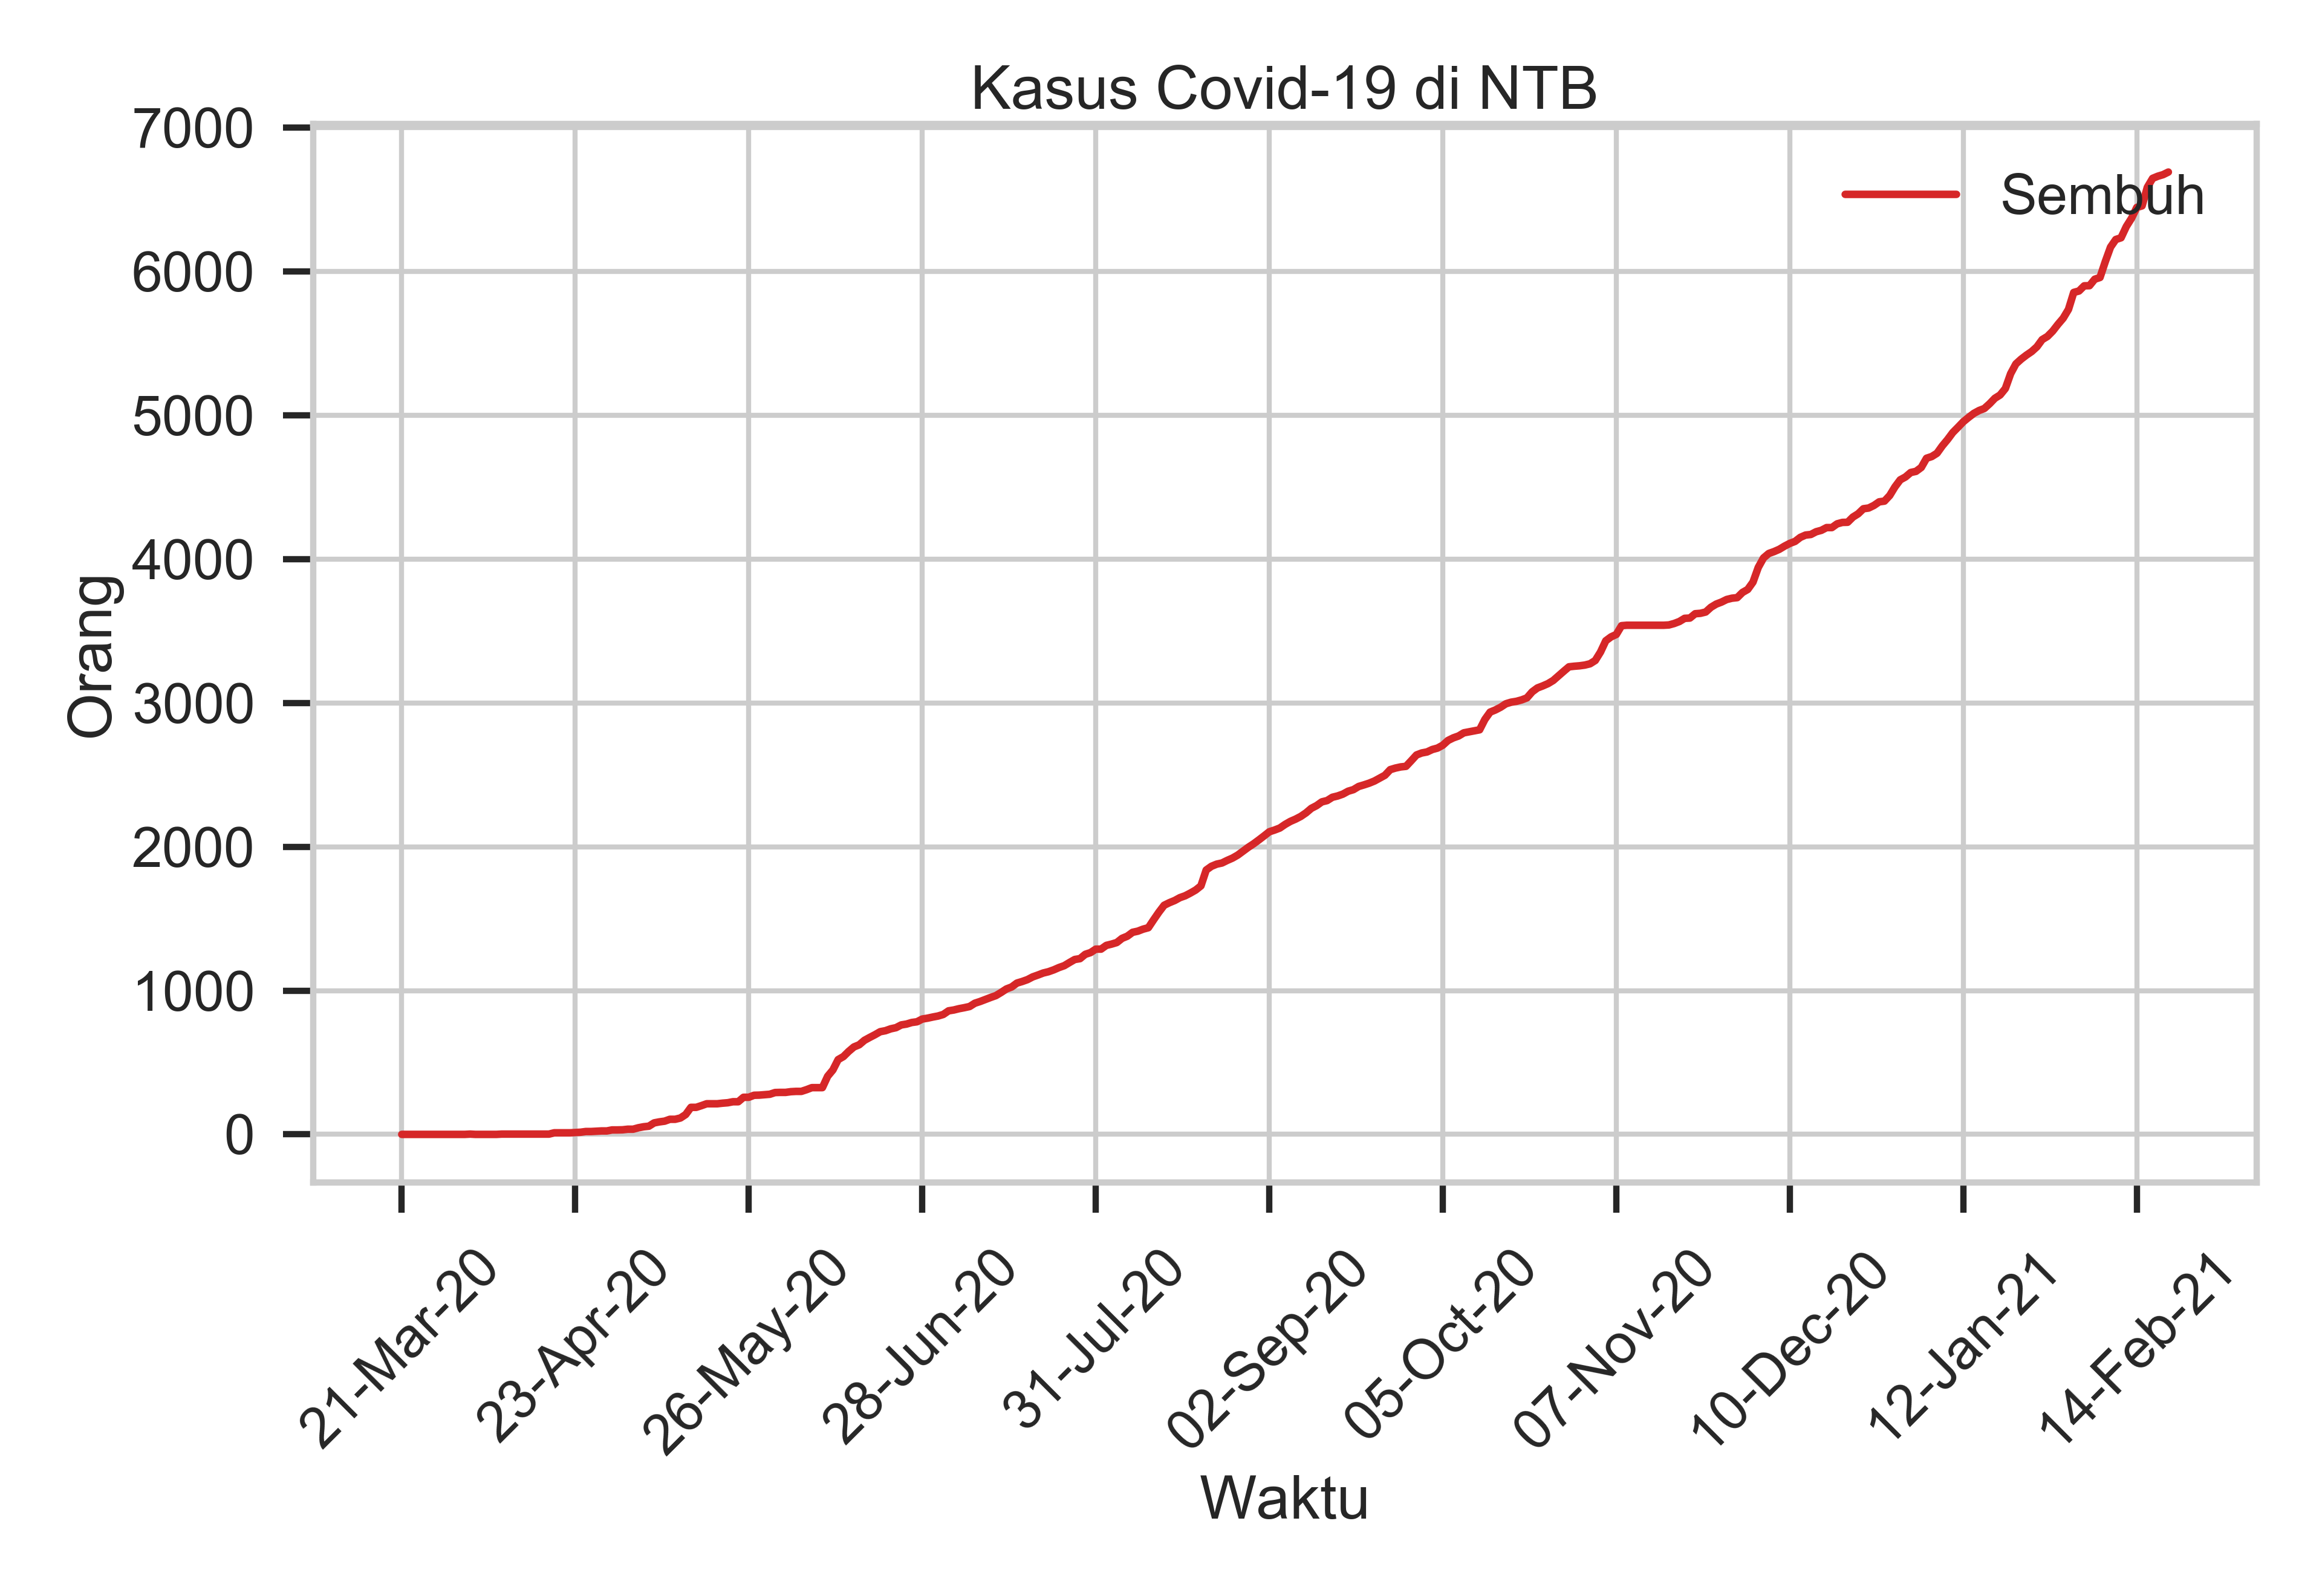 Kasus Covid-19 di NTB
7000
6000
5000
4000
3000
2000
1000
0
Orang
Sembuh
21-Mar-20
23-Apr-20
26-May-20
28-Jun-20
31-Jul-20
02-Sep-20
05-Oct-20
07-Nov-20
10-Dec-20
12-Jan-21
14-Feb-21
Waktu